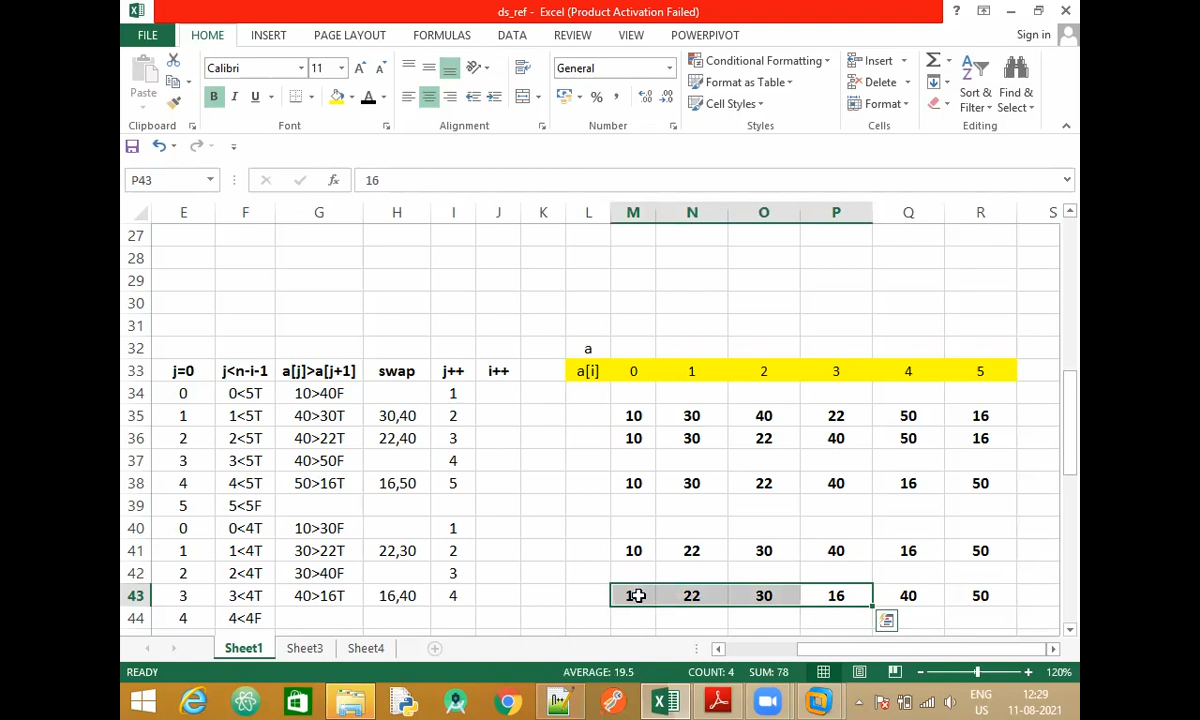 ds_ref - Excel (Product Activation Failed)
?
FILE HOME INSERT PAGE LAYOUT FORMULAS DATA REVIEW VIEW POWERPIVOT Sign in
Paste Calibri 11 A A General Conditional Formatting Insert Sort & Find &
B I U A % , Format as Table Delete Filter Select
Cell Styles Format
Clipboard Font Alignment Number Styles Cells Editing
P43 fx 16
E F G H I J K L M N O P Q R S
27
28
29
30
31
32 a
33 j=0 j<n-i-1 a[j]>a[j+1] swap j++ i++ a[i] 0 1 2 3 4 5
34 0 0<5T 10>40F 1
35 1 1<5T 40>30T 30,40 2 10 30 40 22 50 16
36 2 2<5T 40>22T 22,40 3 10 30 22 40 50 16
37 3 3<5T 40>50F 4
38 4 4<5T 50>16T 16,50 5 10 30 22 40 16 50
39 5 5<5F
40 0 0<4T 10>30F 1
41 1 1<4T 30>22T 22,30 2 10 22 30 40 16 50
42 2 2<4T 30>40F 3
43 3 3<4T 40>16T 16,40 4 10 22 30 16 40 50
44 4 4<4F
Sheet1 Sheet3 Sheet4
READY AVERAGE: 19.5 COUNT: 4 SUM: 78 120%
ENG 12:29
US 11-08-2021